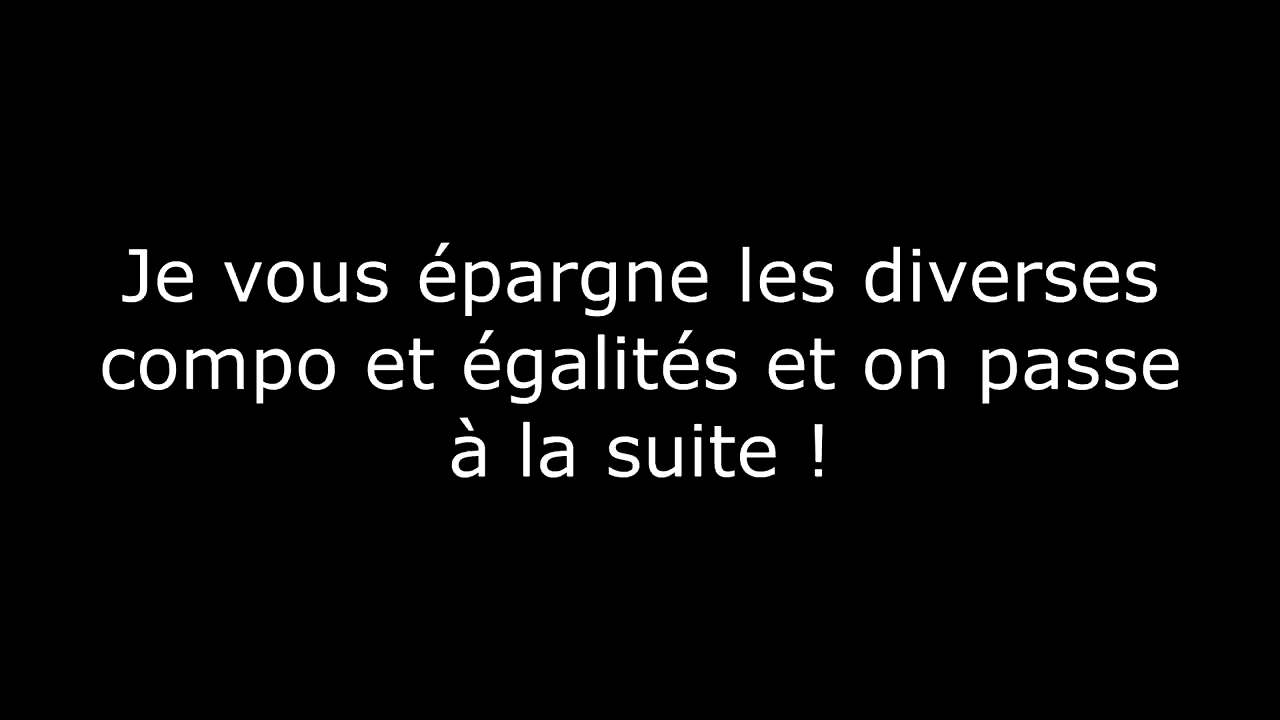 Je vous épargne les diverses
compo et égalités et on passe
à la suite !